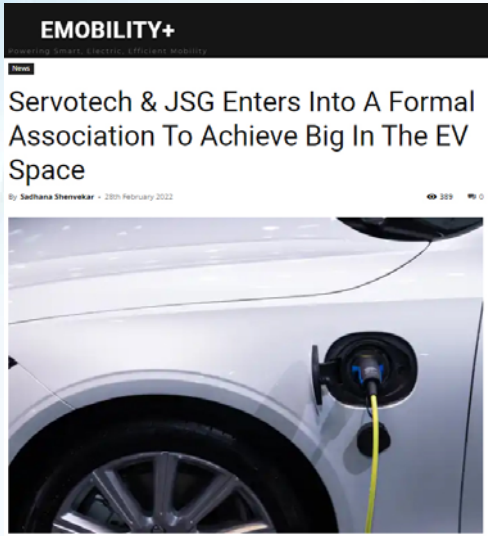 EMOBILITY+
Powering Smart, Electric, Efficient Mobility
News
Servotech & JSG Enters Into A Formal
Association To Achieve Big In The EV
Space
By Sadhana Shenvekar - 28th February 2022 389 0